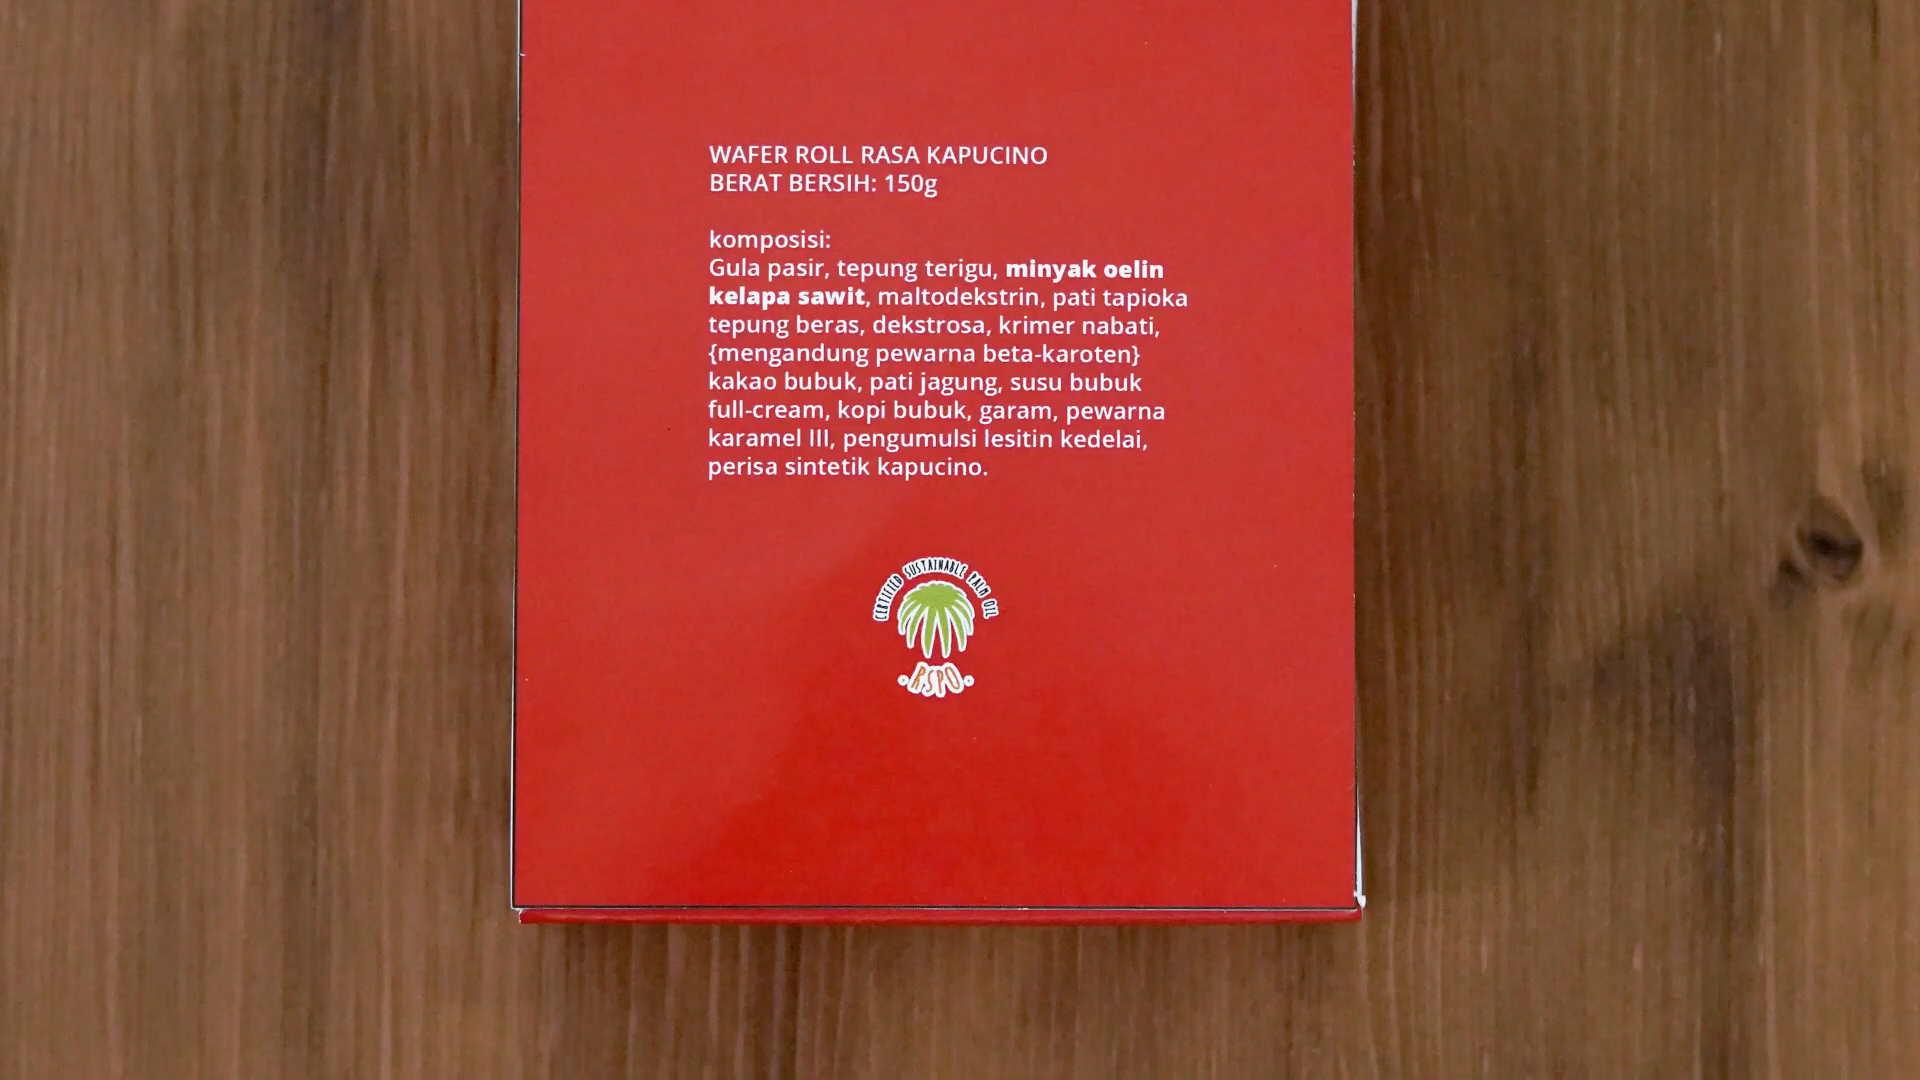 WAFER ROLL RASA KAPUCINO
BERAT BERSIH: 150g
komposisi:
Gula pasir, tepung terigu, minyak oelin
kelapa sawit, maltodekstrin, pati tapioka
tepung beras, dekstrosa, krimer nabati,
{mengandung pewarna beta-karoten}
kakao bubuk, pati jagung, susu bubuk
full-cream, kopi bubuk, garam, pewarna
karamel III, pengumulsi lesitin kedelai,
perisa sintetik kapucino.
CERTIFIED SUSTAINABLE PALM OIL
RSPO